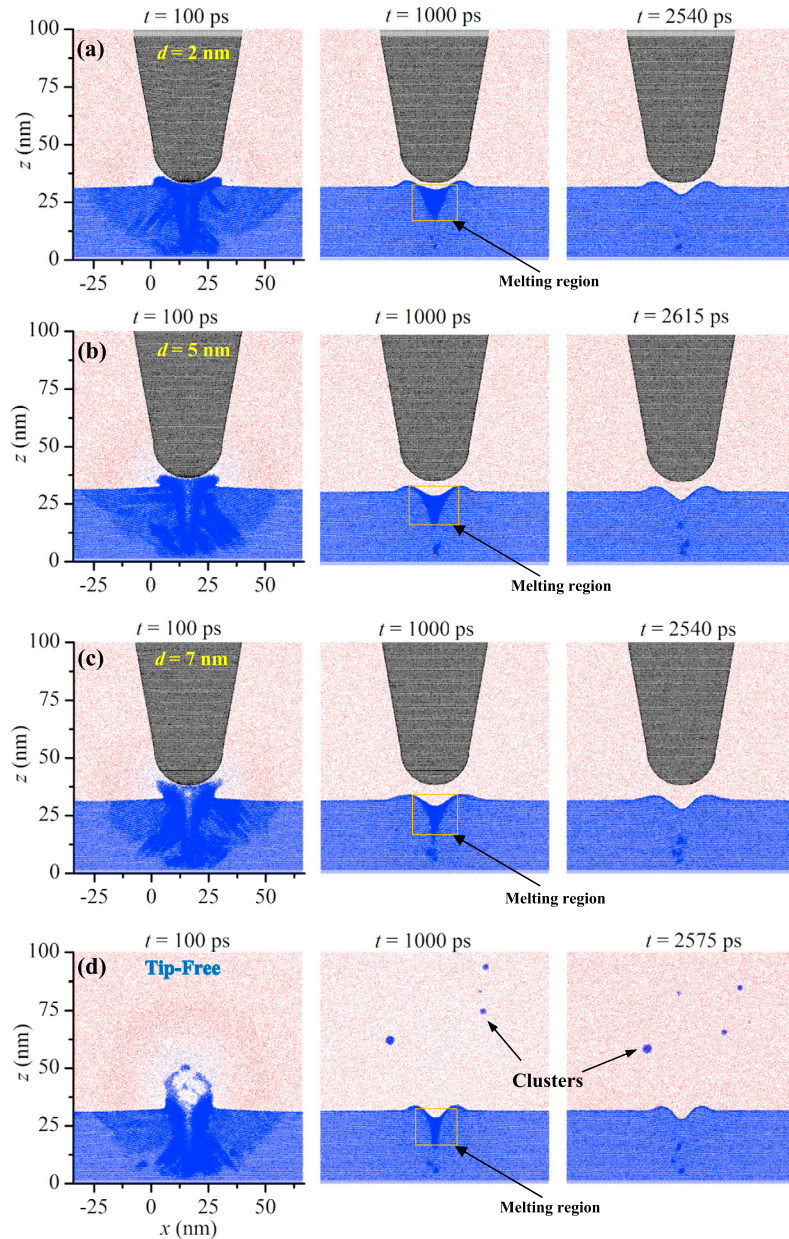 t = 100 ps
t = 1000 ps
t = 2540 ps
100
(a)
d = 2 nm
75
z (nm)
50
25
0
-25
0
25
50
Melting region
t = 100 ps
t = 1000 ps
t = 2615 ps
100
(b)
d = 5 nm
75
z (nm)
50
25
0
-25
0
25
50
Melting region
t = 100 ps
t = 1000 ps
t = 2540 ps
100
(c)
d = 7 nm
75
z (nm)
50
25
0
-25
0
25
50
Melting region
t = 100 ps
t = 1000 ps
t = 2575 ps
100
(d)
Tip-Free
75
z (nm)
50
Clusters
25
0
-25
0
25
50
x (nm)
Melting region